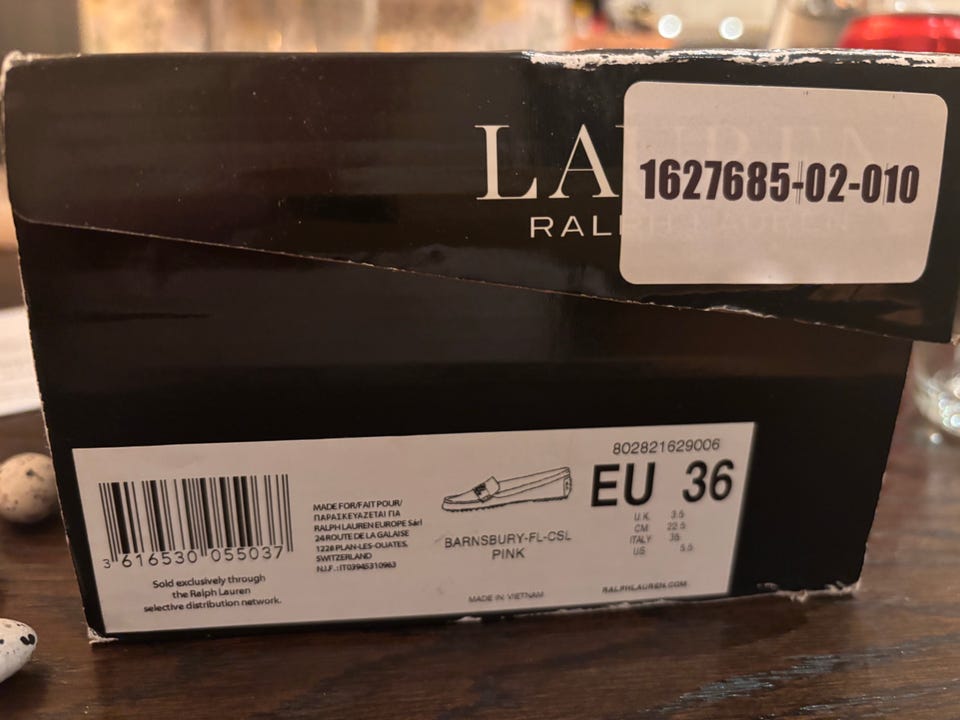 LA
RALPH LAUREN
1627685-02-010
802821629006
EU 36
U.K. 3.5
CM 22.5
ITALY 36
US 5.5
3 616530 055037
Sold exclusively through
the Ralph Lauren
selective distribution network.
MADE FOR/FAIT POUR/
ΠΑΡΑΣΚΕΥΑΖΕΤΑΙ ΓΙΑ
RALPH LAUREN EUROPE Sàrl
24 ROUTE DE LA GALAISE
1228 PLAN-LES-OUATES,
SWITZERLAND
N.I.F.: IT03945310963
BARNSBURY-FL-CSL
PINK
MADE IN VIETNAM
RALPHLAUREN.COM